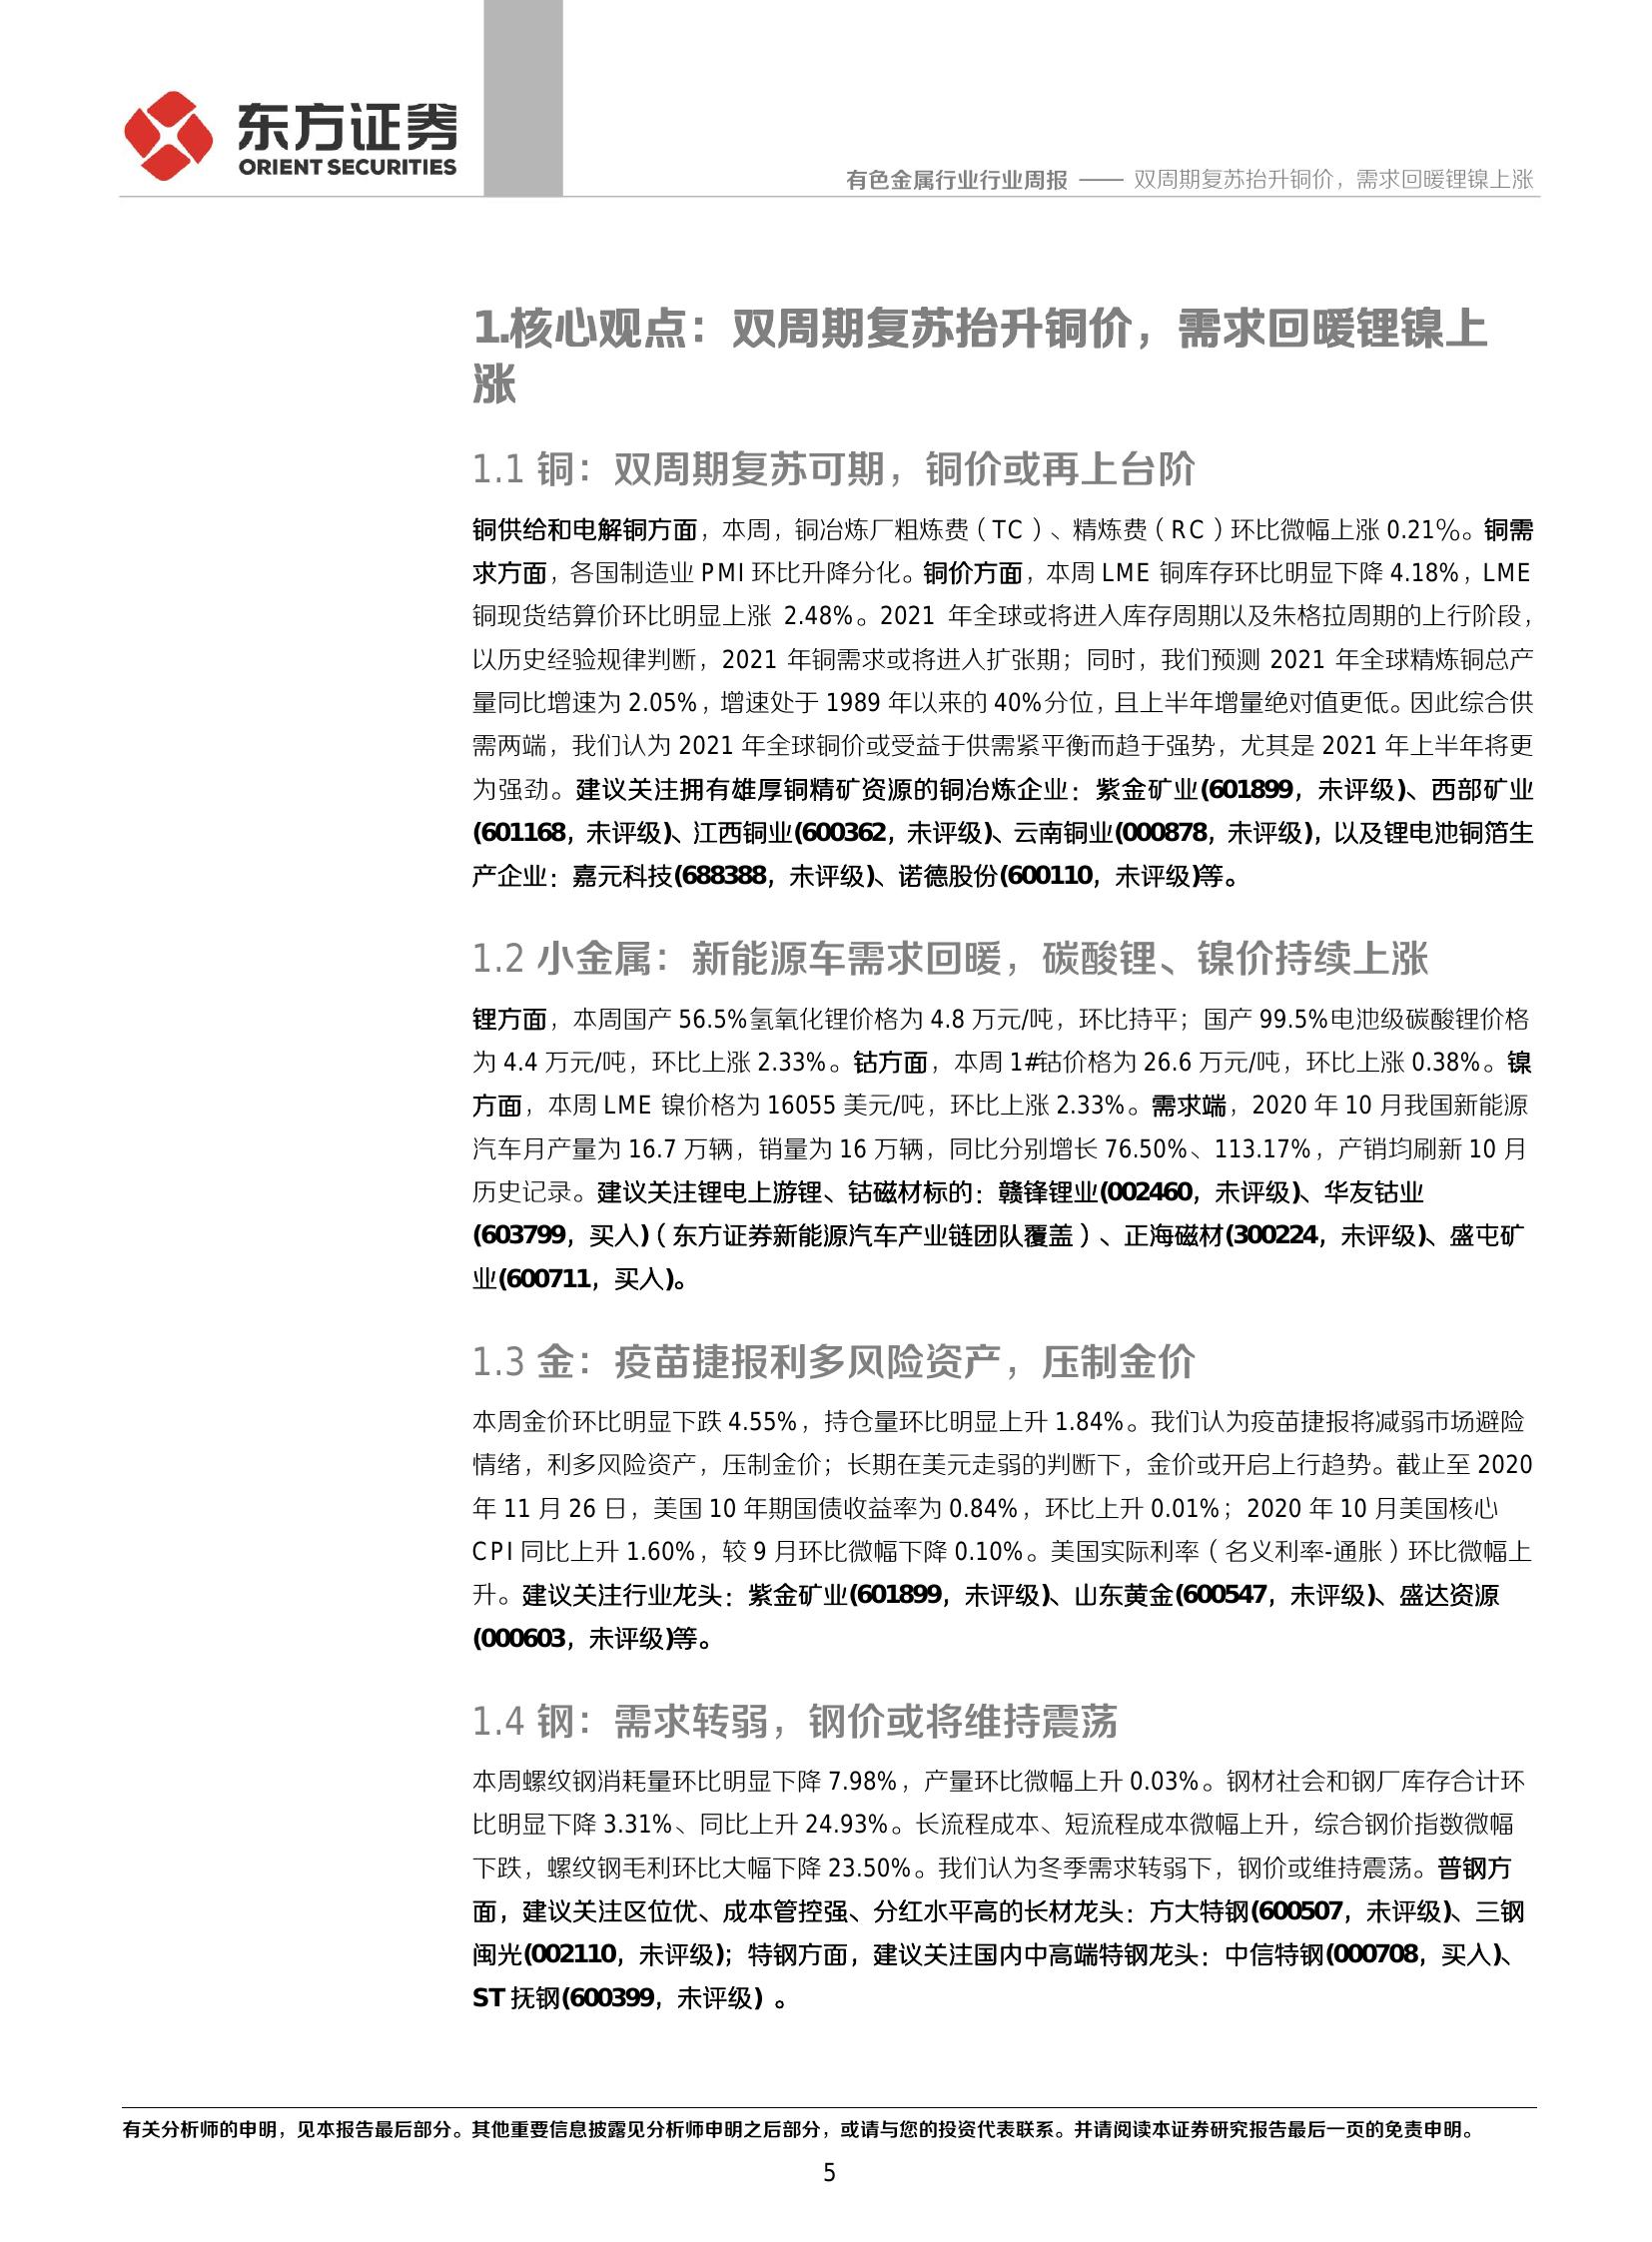 东方证券
ORIENT SECURITIES
有色金属行业行业周报 —— 双周期复苏抬升铜价，需求回暖锂镍上涨
1.核心观点：双周期复苏抬升铜价，需求回暖锂镍上
涨
1.1 铜：双周期复苏可期，铜价或再上台阶
铜供给和电解铜方面，本周，铜冶炼厂粗炼费（TC）、精炼费（RC）环比微幅上涨 0.21%。铜需
求方面，各国制造业 PMI 环比升降分化。铜价方面，本周 LME 铜库存环比明显下降 4.18%，LME
铜现货结算价环比明显上涨 2.48%。2021 年全球或将进入库存周期以及朱格拉周期的上行阶段，
以历史经验规律判断，2021 年铜需求或将进入扩张期；同时，我们预测 2021 年全球精炼铜总产
量同比增速为 2.05%，增速处于 1989 年以来的 40%分位，且上半年增量绝对值更低。因此综合供
需两端，我们认为 2021 年全球铜价或受益于供需紧平衡而趋于强势，尤其是 2021 年上半年将更
为强劲。建议关注拥有雄厚铜精矿资源的铜冶炼企业：紫金矿业(601899，未评级)、西部矿业
(601168，未评级)、江西铜业(600362，未评级)、云南铜业(000878，未评级)，以及锂电池铜箔生
产企业：嘉元科技(688388，未评级)、诺德股份(600110，未评级)等。
1.2 小金属：新能源车需求回暖，碳酸锂、镍价持续上涨
锂方面，本周国产 56.5%氢氧化锂价格为 4.8 万元/吨，环比持平；国产 99.5%电池级碳酸锂价格
为 4.4 万元/吨，环比上涨 2.33%。钴方面，本周 1#钴价格为 26.6 万元/吨，环比上涨 0.38%。镍
方面，本周 LME 镍价格为 16055 美元/吨，环比上涨 2.33%。需求端，2020 年 10 月我国新能源
汽车月产量为 16.7 万辆，销量为 16 万辆，同比分别增长 76.50%、113.17%，产销均刷新 10 月
历史记录。建议关注锂电上游锂、钴磁材标的：赣锋锂业(002460，未评级)、华友钴业
(603799，买入)（东方证券新能源汽车产业链团队覆盖）、正海磁材(300224，未评级)、盛屯矿
业(600711，买入)。
1.3 金：疫苗捷报利多风险资产，压制金价
本周金价环比明显下跌 4.55%，持仓量环比明显上升 1.84%。我们认为疫苗捷报将减弱市场避险
情绪，利多风险资产，压制金价；长期在美元走弱的判断下，金价或开启上行趋势。截止至 2020
年 11 月 26 日，美国 10 年期国债收益率为 0.84%，环比上升 0.01%；2020 年 10 月美国核心
CPI 同比上升 1.60%，较 9 月环比微幅下降 0.10%。美国实际利率（名义利率-通胀）环比微幅上
升。建议关注行业龙头：紫金矿业(601899，未评级)、山东黄金(600547，未评级)、盛达资源
(000603，未评级)等。
1.4 钢：需求转弱，钢价或将维持震荡
本周螺纹钢消耗量环比明显下降 7.98%，产量环比微幅上升 0.03%。钢材社会和钢厂库存合计环
比明显下降 3.31%、同比上升 24.93%。长流程成本、短流程成本微幅上升，综合钢价指数微幅
下跌，螺纹钢毛利环比大幅下降 23.50%。我们认为冬季需求转弱下，钢价或维持震荡。普钢方
面，建议关注区位优、成本管控强、分红水平高的长材龙头：方大特钢(600507，未评级)、三钢
闽光(002110，未评级)；特钢方面，建议关注国内中高端特钢龙头：中信特钢(000708，买入)、
ST 抚钢(600399，未评级) 。
有关分析师的申明，见本报告最后部分。其他重要信息披露见分析师申明之后部分，或请与您的投资代表联系。并请阅读本证券研究报告最后一页的免责申明。
5